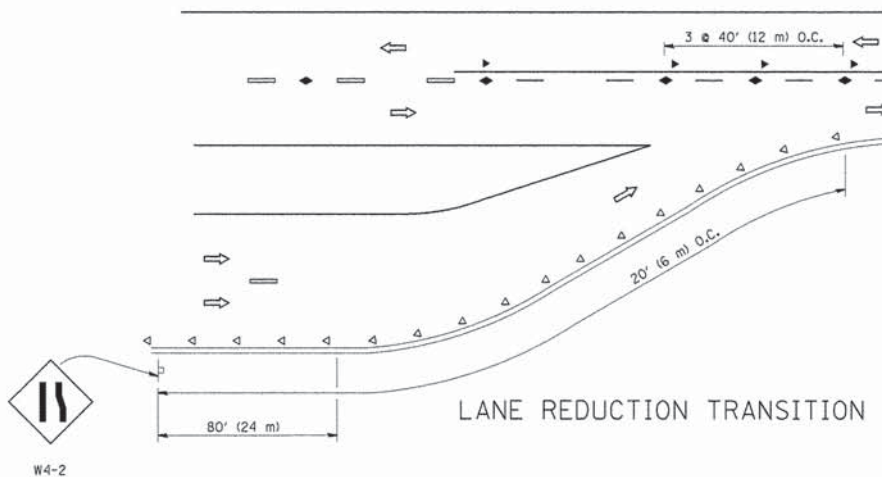 3 @ 40' (12 m) O.C.
20' (6 m) O.C.
LANE REDUCTION TRANSITION
80' (24 m)
W4-2